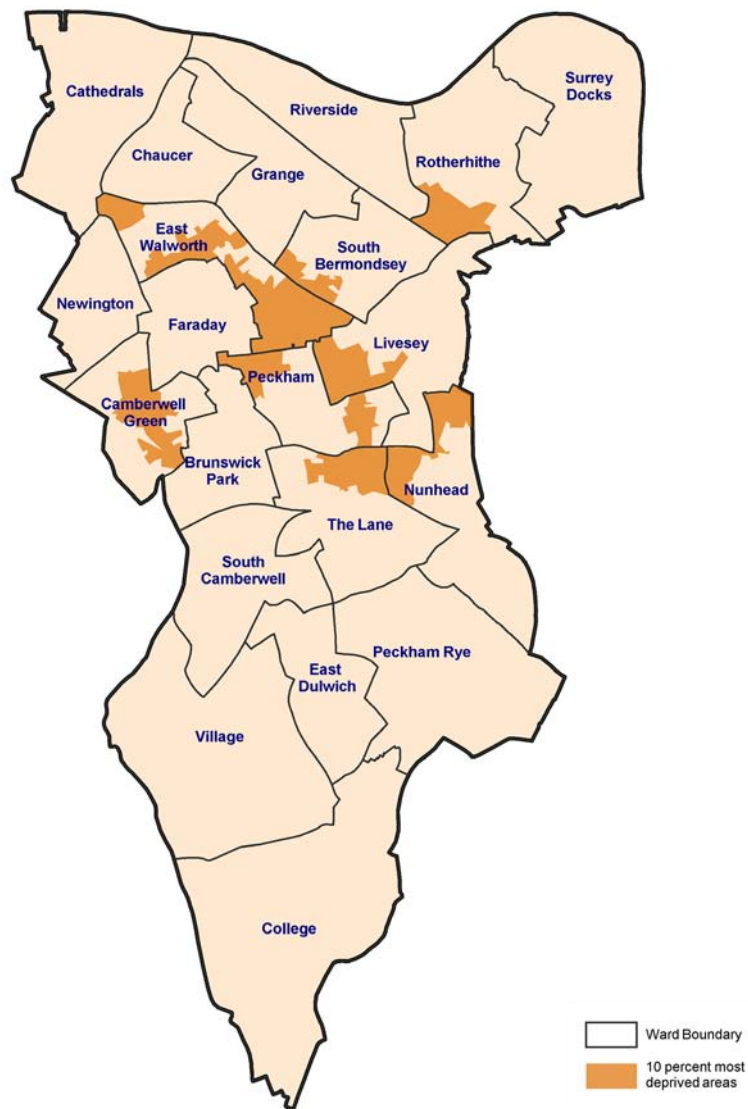 Cathedrals
Riverside
Surrey
Docks
Chaucer
Rotherhithe
Grange
East
Walworth
South
Bermondsey
Newington
Faraday
Livesey
Peckham
Camberwell
Green
Brunswick
Park
Nunhead
The Lane
South
Camberwell
Peckham Rye
East
Dulwich
Village
College
Ward Boundary
10 percent most
deprived areas